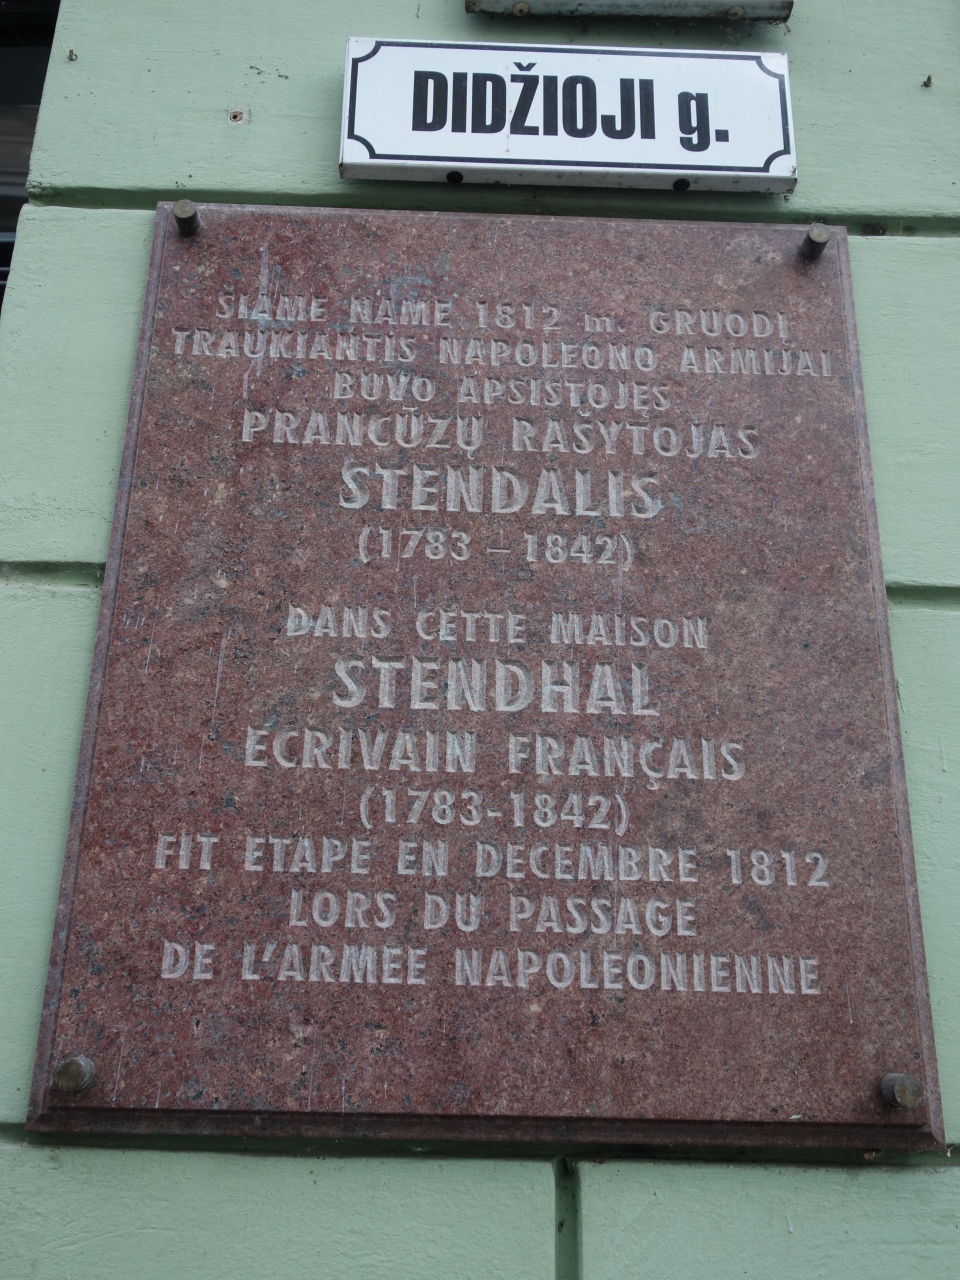 DIDŽIOJI g.
ŠIAME NAME 1812 m. GRUODĮ
TRAUKIANTIS NAPOLEONO ARMIJAI
BUVO APSISTOJĘS
PRANCŪZŲ RAŠYTOJAS
STENDALIS
(1783 – 1842)
DANS CETTE MAISON
STENDHAL
ECRIVAIN FRANÇAIS
(1783-1842)
FIT ETAPE EN DECEMBRE 1812
LORS DU PASSAGE
DE L'ARMEE NAPOLEONIENNE